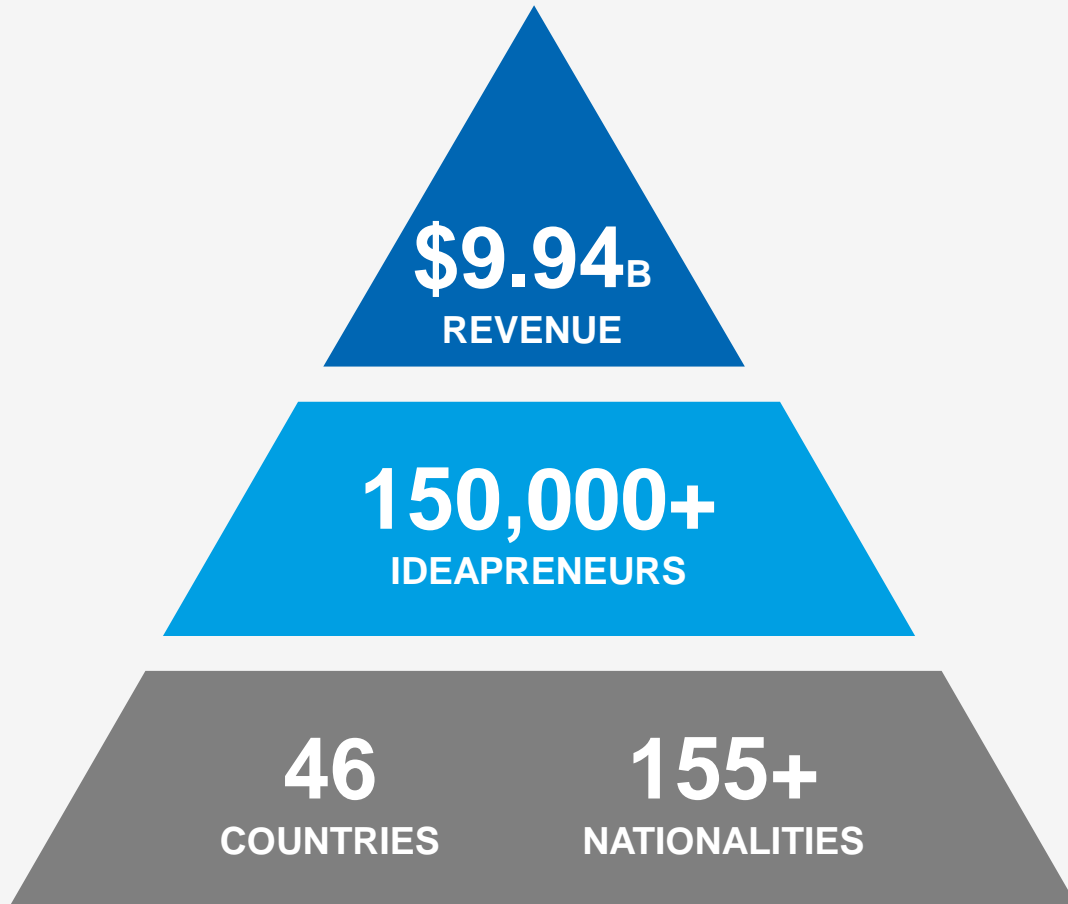 $9.94B
REVENUE
150,000+
IDEAPRENEURS
46 155+
COUNTRIES NATIONALITIES